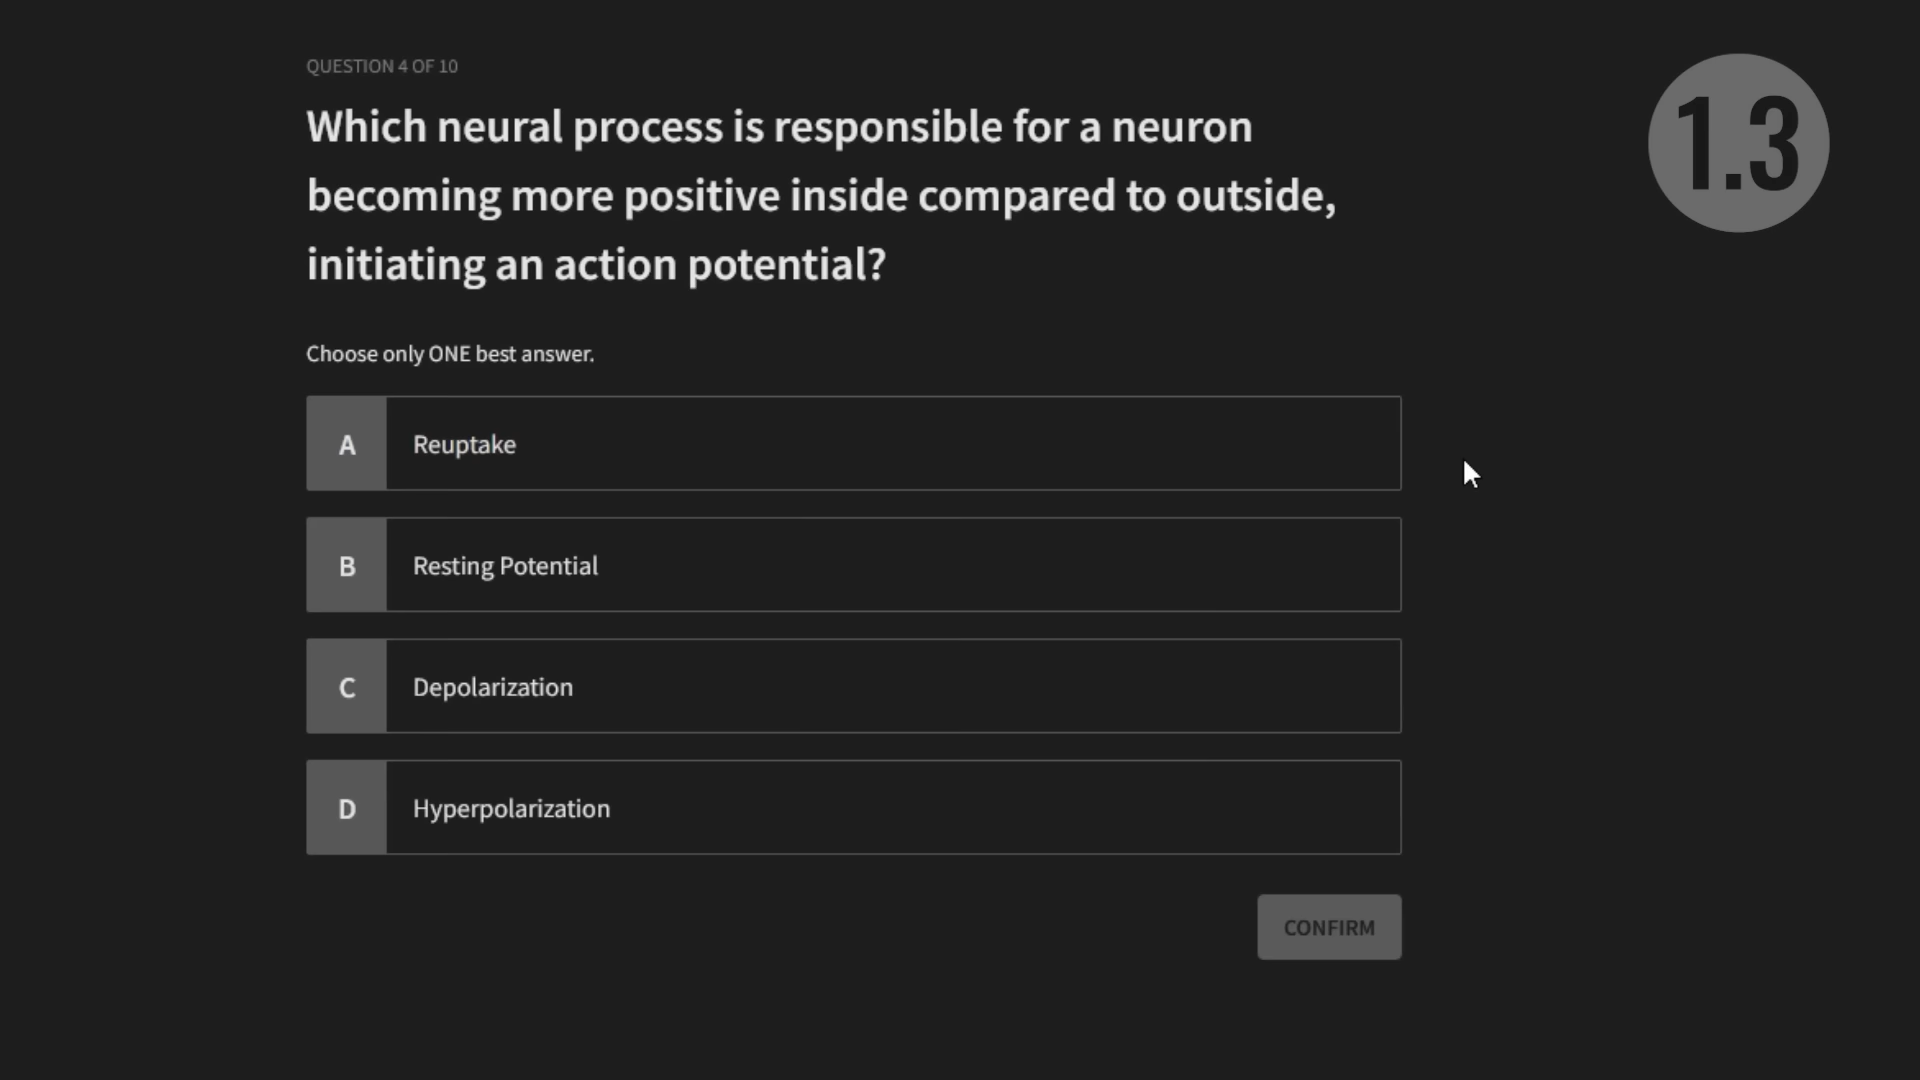 QUESTION 4 OF 10
1.3
Which neural process is responsible for a neuron
becoming more positive inside compared to outside,
initiating an action potential?
Choose only ONE best answer.
A Reuptake
B Resting Potential
C Depolarization
D Hyperpolarization
CONFIRM